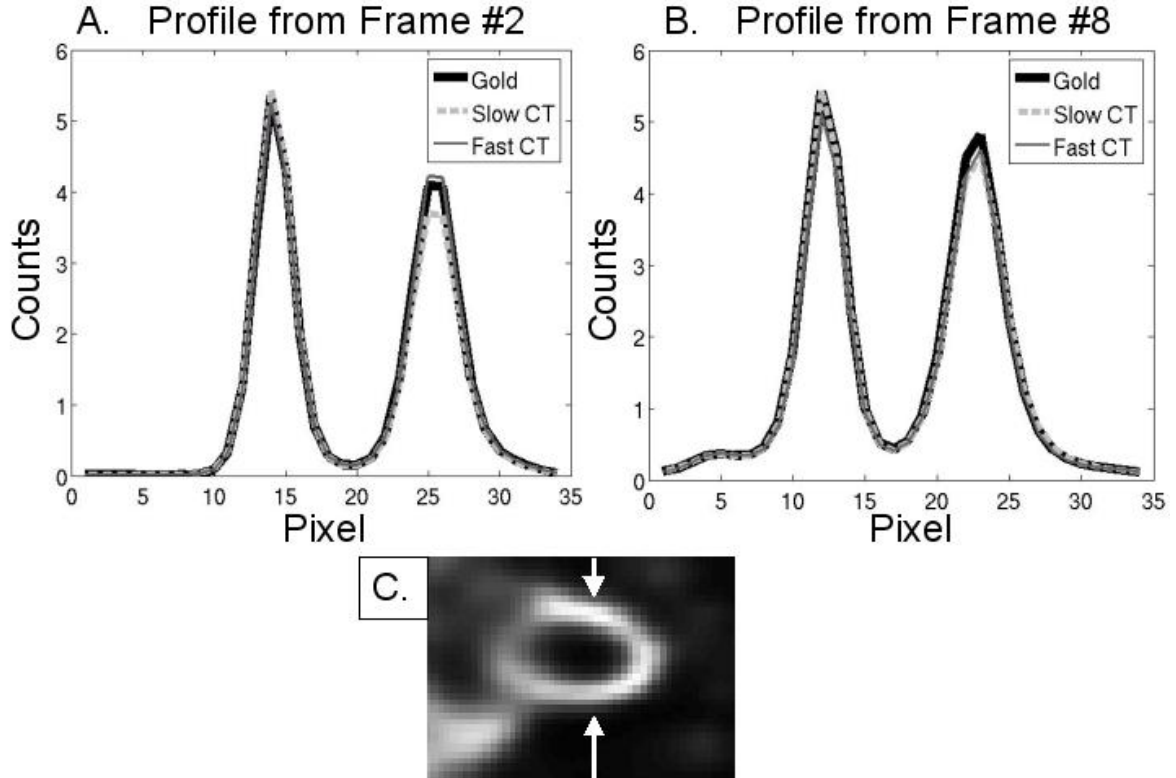 A. Profile from Frame #2
6
5
4
3
2
1
0
Counts
0 5 10 15 20 25 30 35
Pixel
Gold
Slow CT
Fast CT
B. Profile from Frame #8
6
5
4
3
2
1
0
Counts
0 5 10 15 20 25 30 35
Pixel
Gold
Slow CT
Fast CT
C.